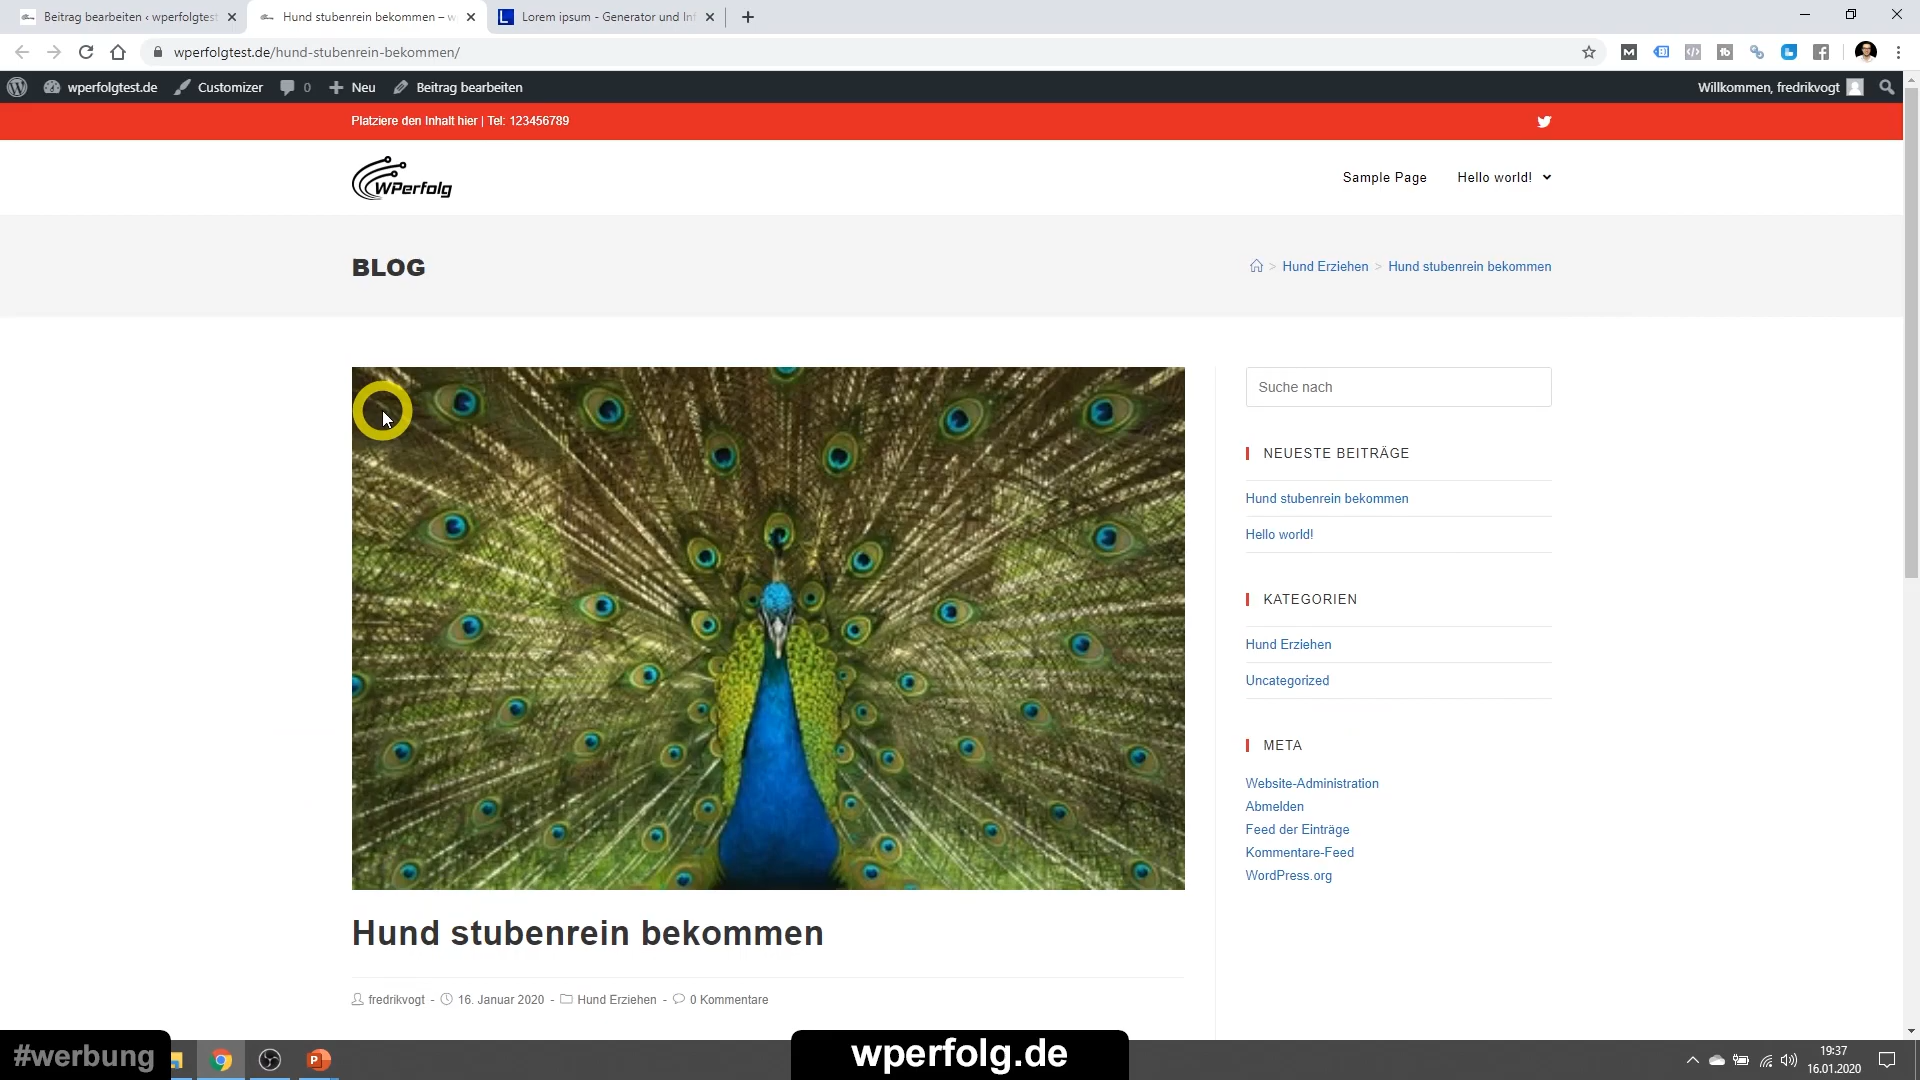 Beitrag bearbeiten ‹ wperfolgtest
Hund stubenrein bekommen – w
Lorem ipsum - Generator und In
wperfolgtest.de/hund-stubenrein-bekommen/
wperfolgtest.de
Customizer
0
Neu
Beitrag bearbeiten
Willkommen, fredrikvogt
Platziere den Inhalt hier | Tel: 123456789
WPerfolg
Sample Page
Hello world!
BLOG
> Hund Erziehen > Hund stubenrein bekommen
Suche nach
NEUESTE BEITRÄGE
Hund stubenrein bekommen
Hello world!
KATEGORIEN
Hund Erziehen
Uncategorized
META
Website-Administration
Abmelden
Feed der Einträge
Kommentare-Feed
WordPress.org
Hund stubenrein bekommen
fredrikvogt - 16. Januar 2020 - Hund Erziehen - 0 Kommentare
#werbung
wperfolg.de
19:37
16.01.2020